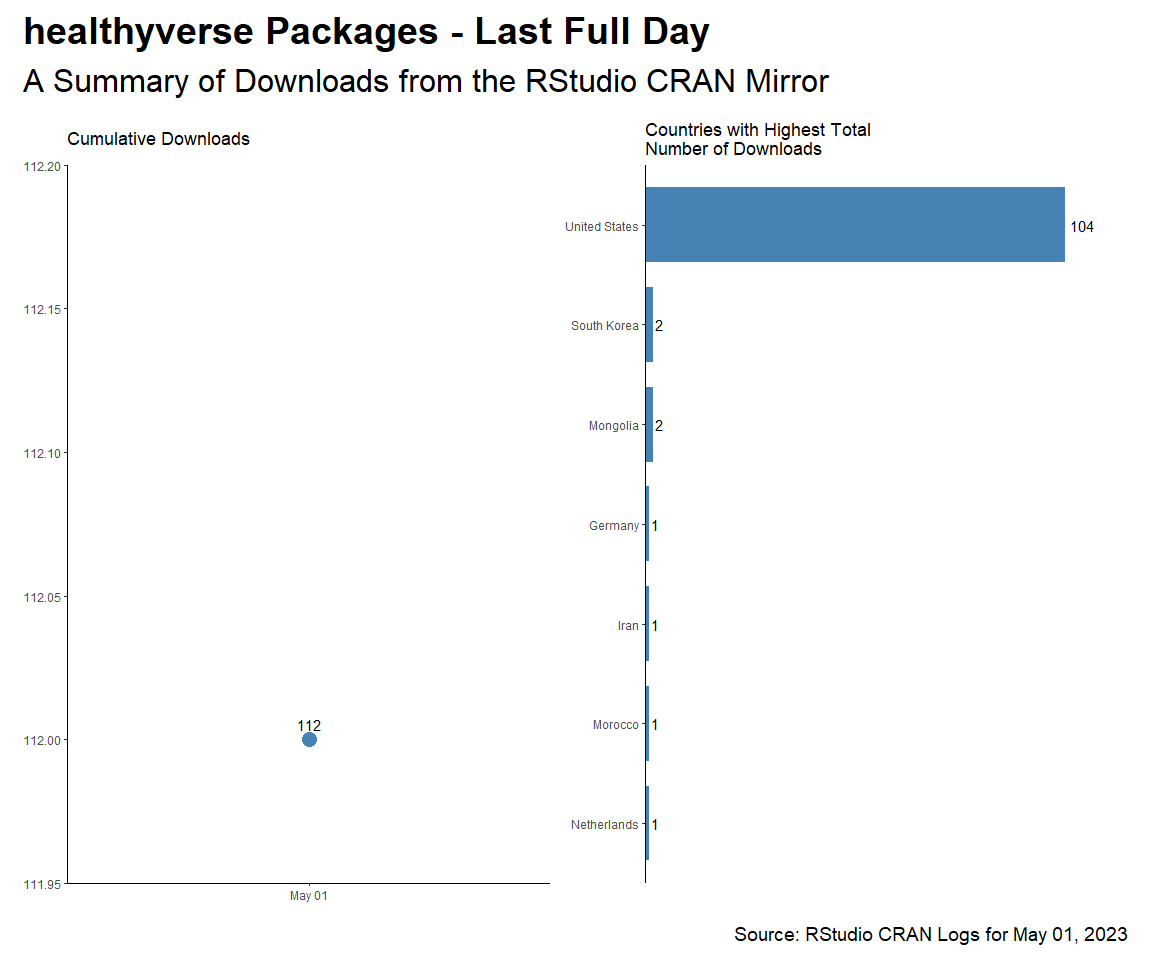 healthyverse Packages - Last Full Day
A Summary of Downloads from the RStudio CRAN Mirror
Cumulative Downloads
112.20
112.15
112.10
112.05
112.00
111.95
112
May 01
Countries with Highest Total
Number of Downloads
United States 104
South Korea 2
Mongolia 2
Germany 1
Iran 1
Morocco 1
Netherlands 1
Source: RStudio CRAN Logs for May 01, 2023